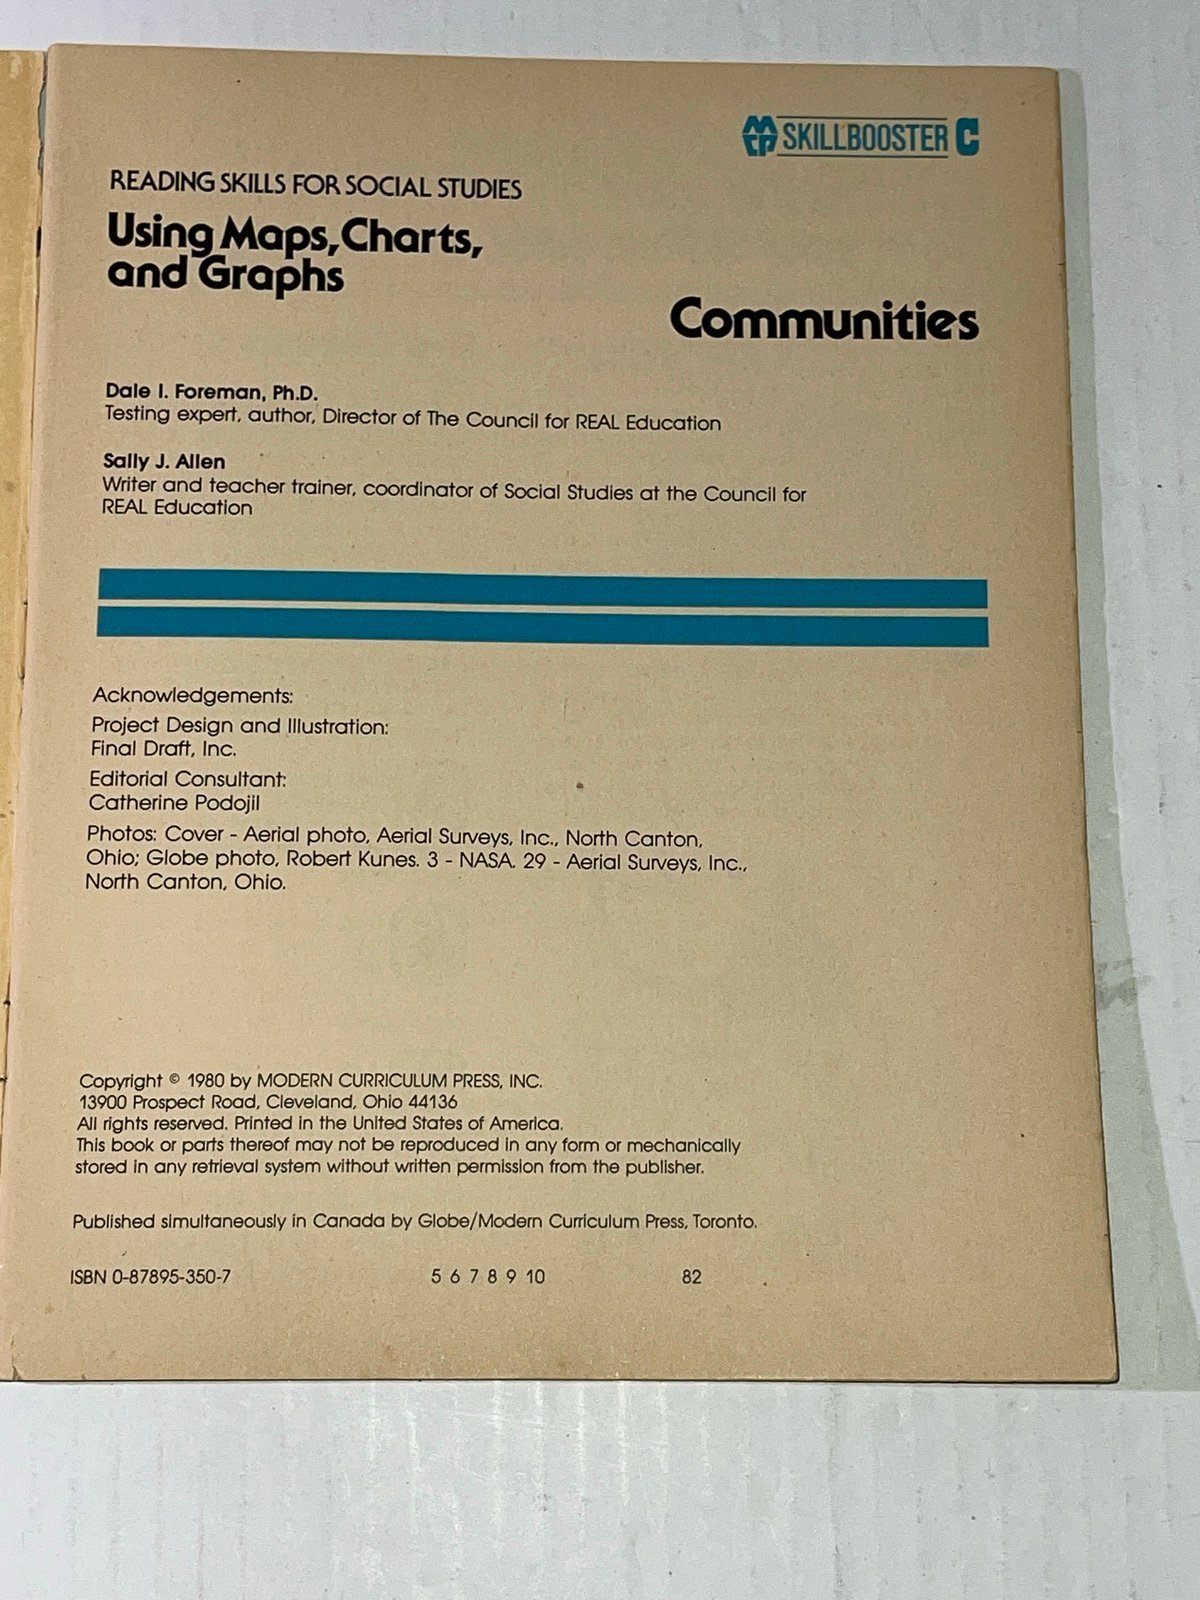 MCP SKILLBOOSTER C
READING SKILLS FOR SOCIAL STUDIES
Using Maps, Charts,
and Graphs
Communities
Dale I. Foreman, Ph.D.
Testing expert, author, Director of The Council for REAL Education
Sally J. Allen
Writer and teacher trainer, coordinator of Social Studies at the Council for
REAL Education
Acknowledgements:
Project Design and Illustration:
Final Draft, Inc.
Editorial Consultant:
Catherine Podojil
Photos: Cover - Aerial photo, Aerial Surveys, Inc., North Canton,
Ohio; Globe photo, Robert Kunes. 3 - NASA. 29 - Aerial Surveys, Inc.,
North Canton, Ohio.
Copyright © 1980 by MODERN CURRICULUM PRESS, INC.
13900 Prospect Road, Cleveland, Ohio 44136
All rights reserved. Printed in the United States of America.
This book or parts thereof may not be reproduced in any form or mechanically
stored in any retrieval system without written permission from the publisher.
Published simultaneously in Canada by Globe/Modern Curriculum Press, Toronto.
ISBN 0-87895-350-7 5 6 7 8 9 10 82